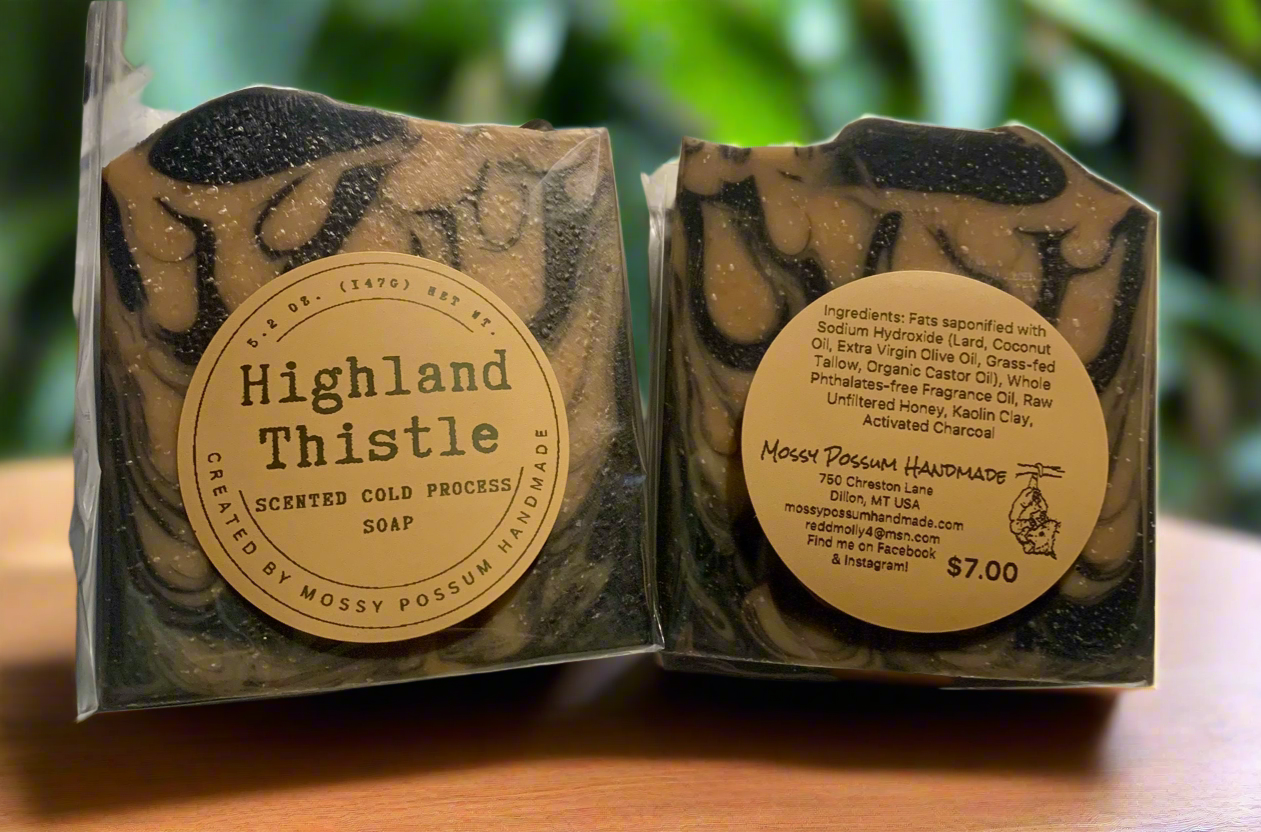 5.2 OZ. (147G) NET WT.
Highland
Thistle
SCENTED COLD PROCESS
SOAP
CREATED BY MOSSY POSSUM HANDMADE
Ingredients: Fats saponified with
Sodium Hydroxide (Lard, Coconut
Oil, Extra Virgin Olive Oil, Grass-fed
Tallow, Organic Castor Oil), Whole
Phthalates-free Fragrance Oil, Raw
Unfiltered Honey, Kaolin Clay,
Activated Charcoal
Mossy Possum Handmade
750 Chreston Lane
Dillon, MT USA
mossypossumhandmade.com
reddmolly4@msn.com
Find me on Facebook
& Instagram!
$7.00